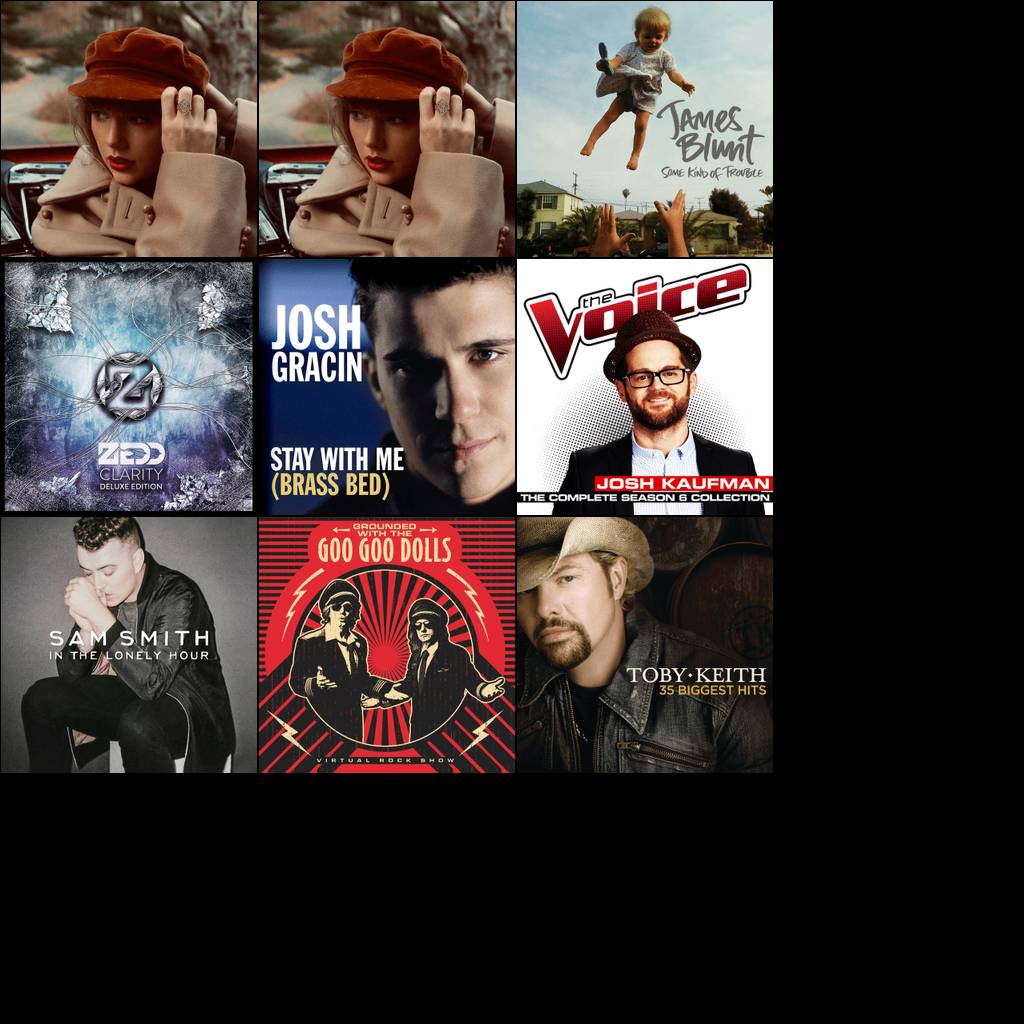 James
Blunt
SOME KIND OF TROUBLE
Z
ZEDD
CLARITY
DELUXE EDITION
JOSH
GRACIN
STAY WITH ME
(BRASS BED)
the
Voice
JOSH KAUFMAN
THE COMPLETE SEASON 6 COLLECTION
SAM SMITH
IN THE LONELY HOUR
GROUNDED
WITH THE
GOO GOO DOLLS
VIRTUAL ROCK SHOW
TOBY·KEITH
35 BIGGEST HITS